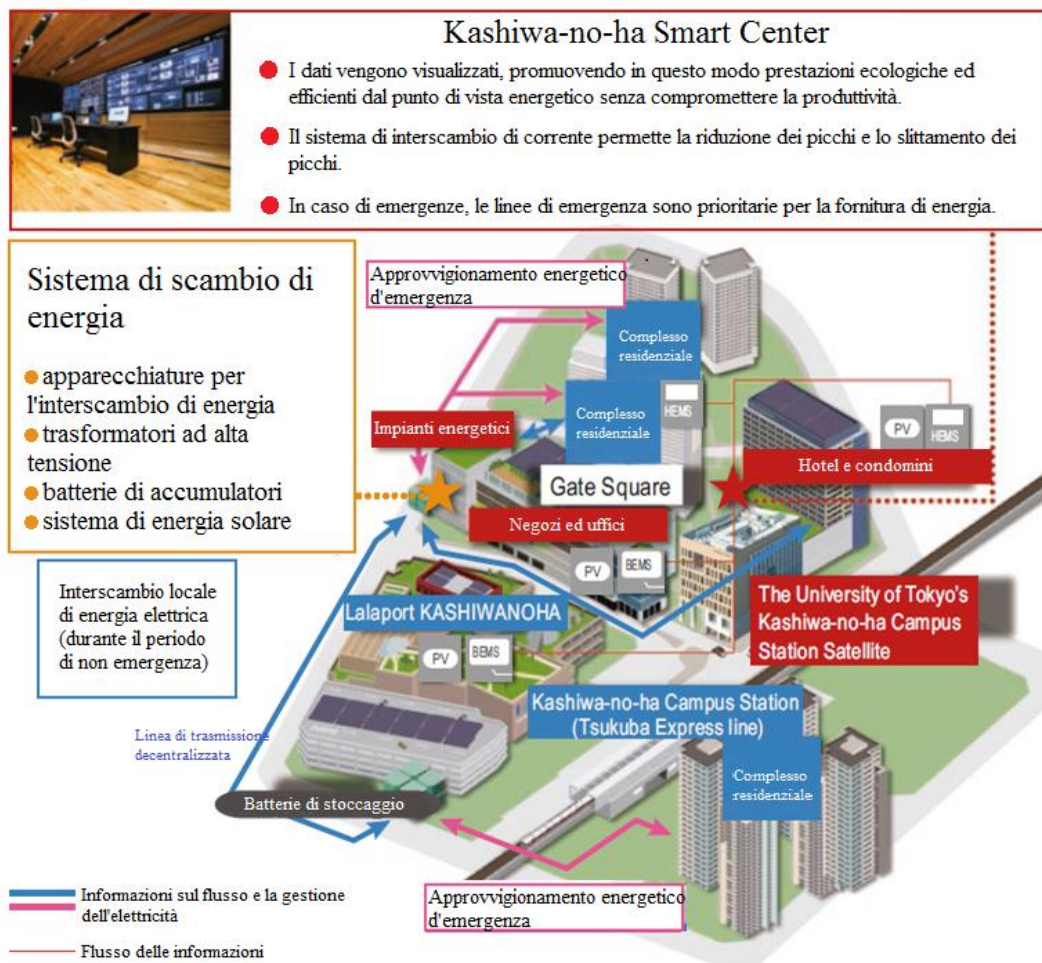 Kashiwa-no-ha Smart Center
I dati vengono visualizzati, promuovendo in questo modo prestazioni ecologiche ed
efficienti dal punto di vista energetico senza compromettere la produttività.
Il sistema di interscambio di corrente permette la riduzione dei picchi e lo slittamento dei
picchi.
In caso di emergenze, le linee di emergenza sono prioritarie per la fornitura di energia.
Sistema di scambio di
energia
apparecchiature per
l'interscambio di energia
trasformatori ad alta
tensione
batterie di accumulatori
sistema di energia solare
Approvvigionamento energetico
d'emergenza
Complesso
residenziale
Complesso
residenziale
HEMS
Impianti energetici
PV
HEMS
Hotel e condomini
Gate Square
Negozi ed uffici
PV
BEMS
Interscambio locale
di energia elettrica
(durante il periodo
di non emergenza)
Lalaport KASHIWANOHA
PV
BEMS
The University of Tokyo's
Kashiwa-no-ha Campus
Station Satellite
Kashiwa-no-ha Campus Station
(Tsukuba Express line)
Linea di trasmissione
decentralizzata
Complesso
residenziale
Batterie di stoccaggio
Approvvigionamento energetico
d'emergenza
Informazioni sul flusso e la gestione
dell'elettricità
Flusso delle informazioni